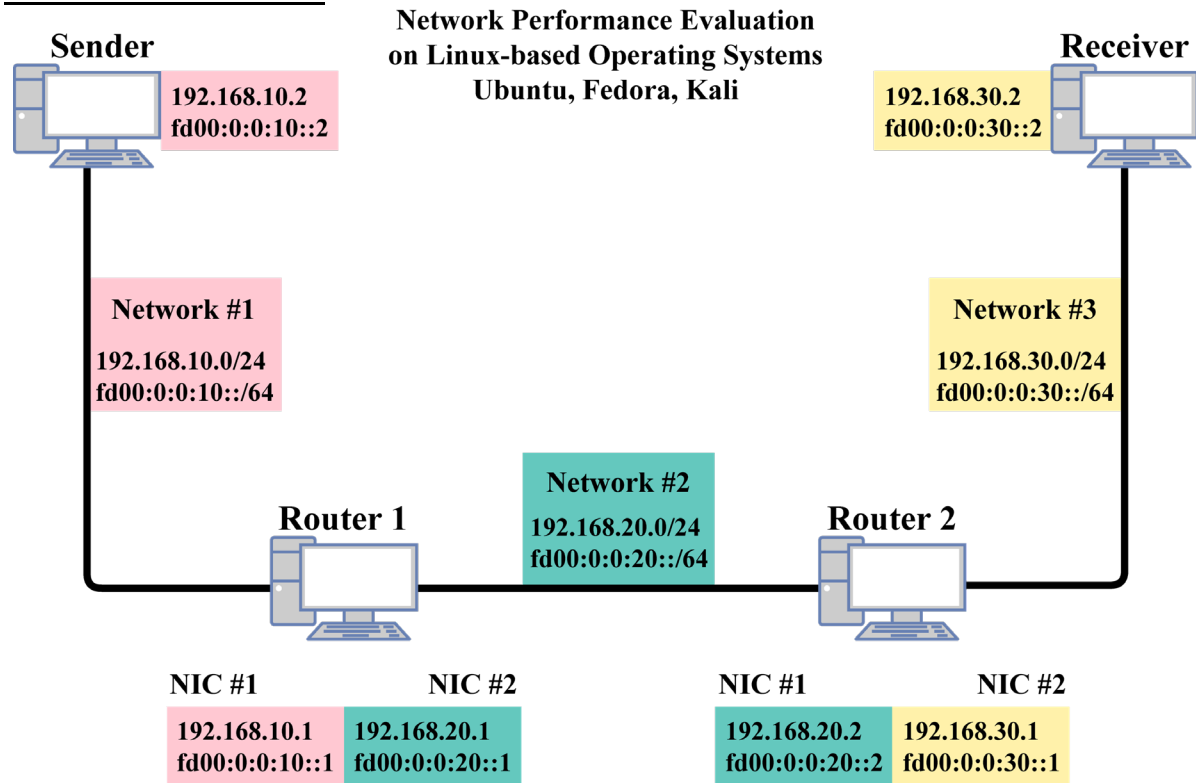 Network Performance Evaluation
on Linux-based Operating Systems
Ubuntu, Fedora, Kali
Sender
192.168.10.2
fd00:0:0:10::2
Receiver
192.168.30.2
fd00:0:0:30::2
Network #1
192.168.10.0/24
fd00:0:0:10::/64
Network #3
192.168.30.0/24
fd00:0:0:30::/64
Network #2
192.168.20.0/24
fd00:0:0:20::/64
Router 1
Router 2
NIC #1
NIC #2
192.168.10.1
fd00:0:0:10::1
192.168.20.1
fd00:0:0:20::1
NIC #1
NIC #2
192.168.20.2
fd00:0:0:20::2
192.168.30.1
fd00:0:0:30::1